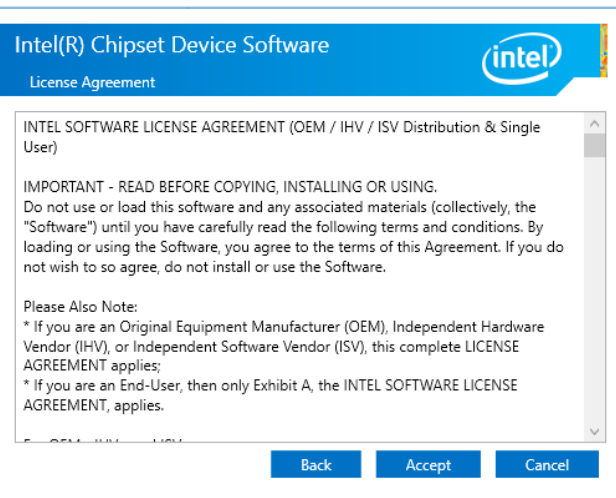 Intel(R) Chipset Device Software
intel
License Agreement
INTEL SOFTWARE LICENSE AGREEMENT (OEM / IHV / ISV Distribution & Single
User)
IMPORTANT - READ BEFORE COPYING, INSTALLING OR USING.
Do not use or load this software and any associated materials (collectively, the
"Software") until you have carefully read the following terms and conditions. By
loading or using the Software, you agree to the terms of this Agreement. If you do
not wish to so agree, do not install or use the Software.
Please Also Note:
* If you are an Original Equipment Manufacturer (OEM), Independent Hardware
Vendor (IHV), or Independent Software Vendor (ISV), this complete LICENSE
AGREEMENT applies;
* If you are an End-User, then only Exhibit A, the INTEL SOFTWARE LICENSE
AGREEMENT, applies.
Back Accept Cancel